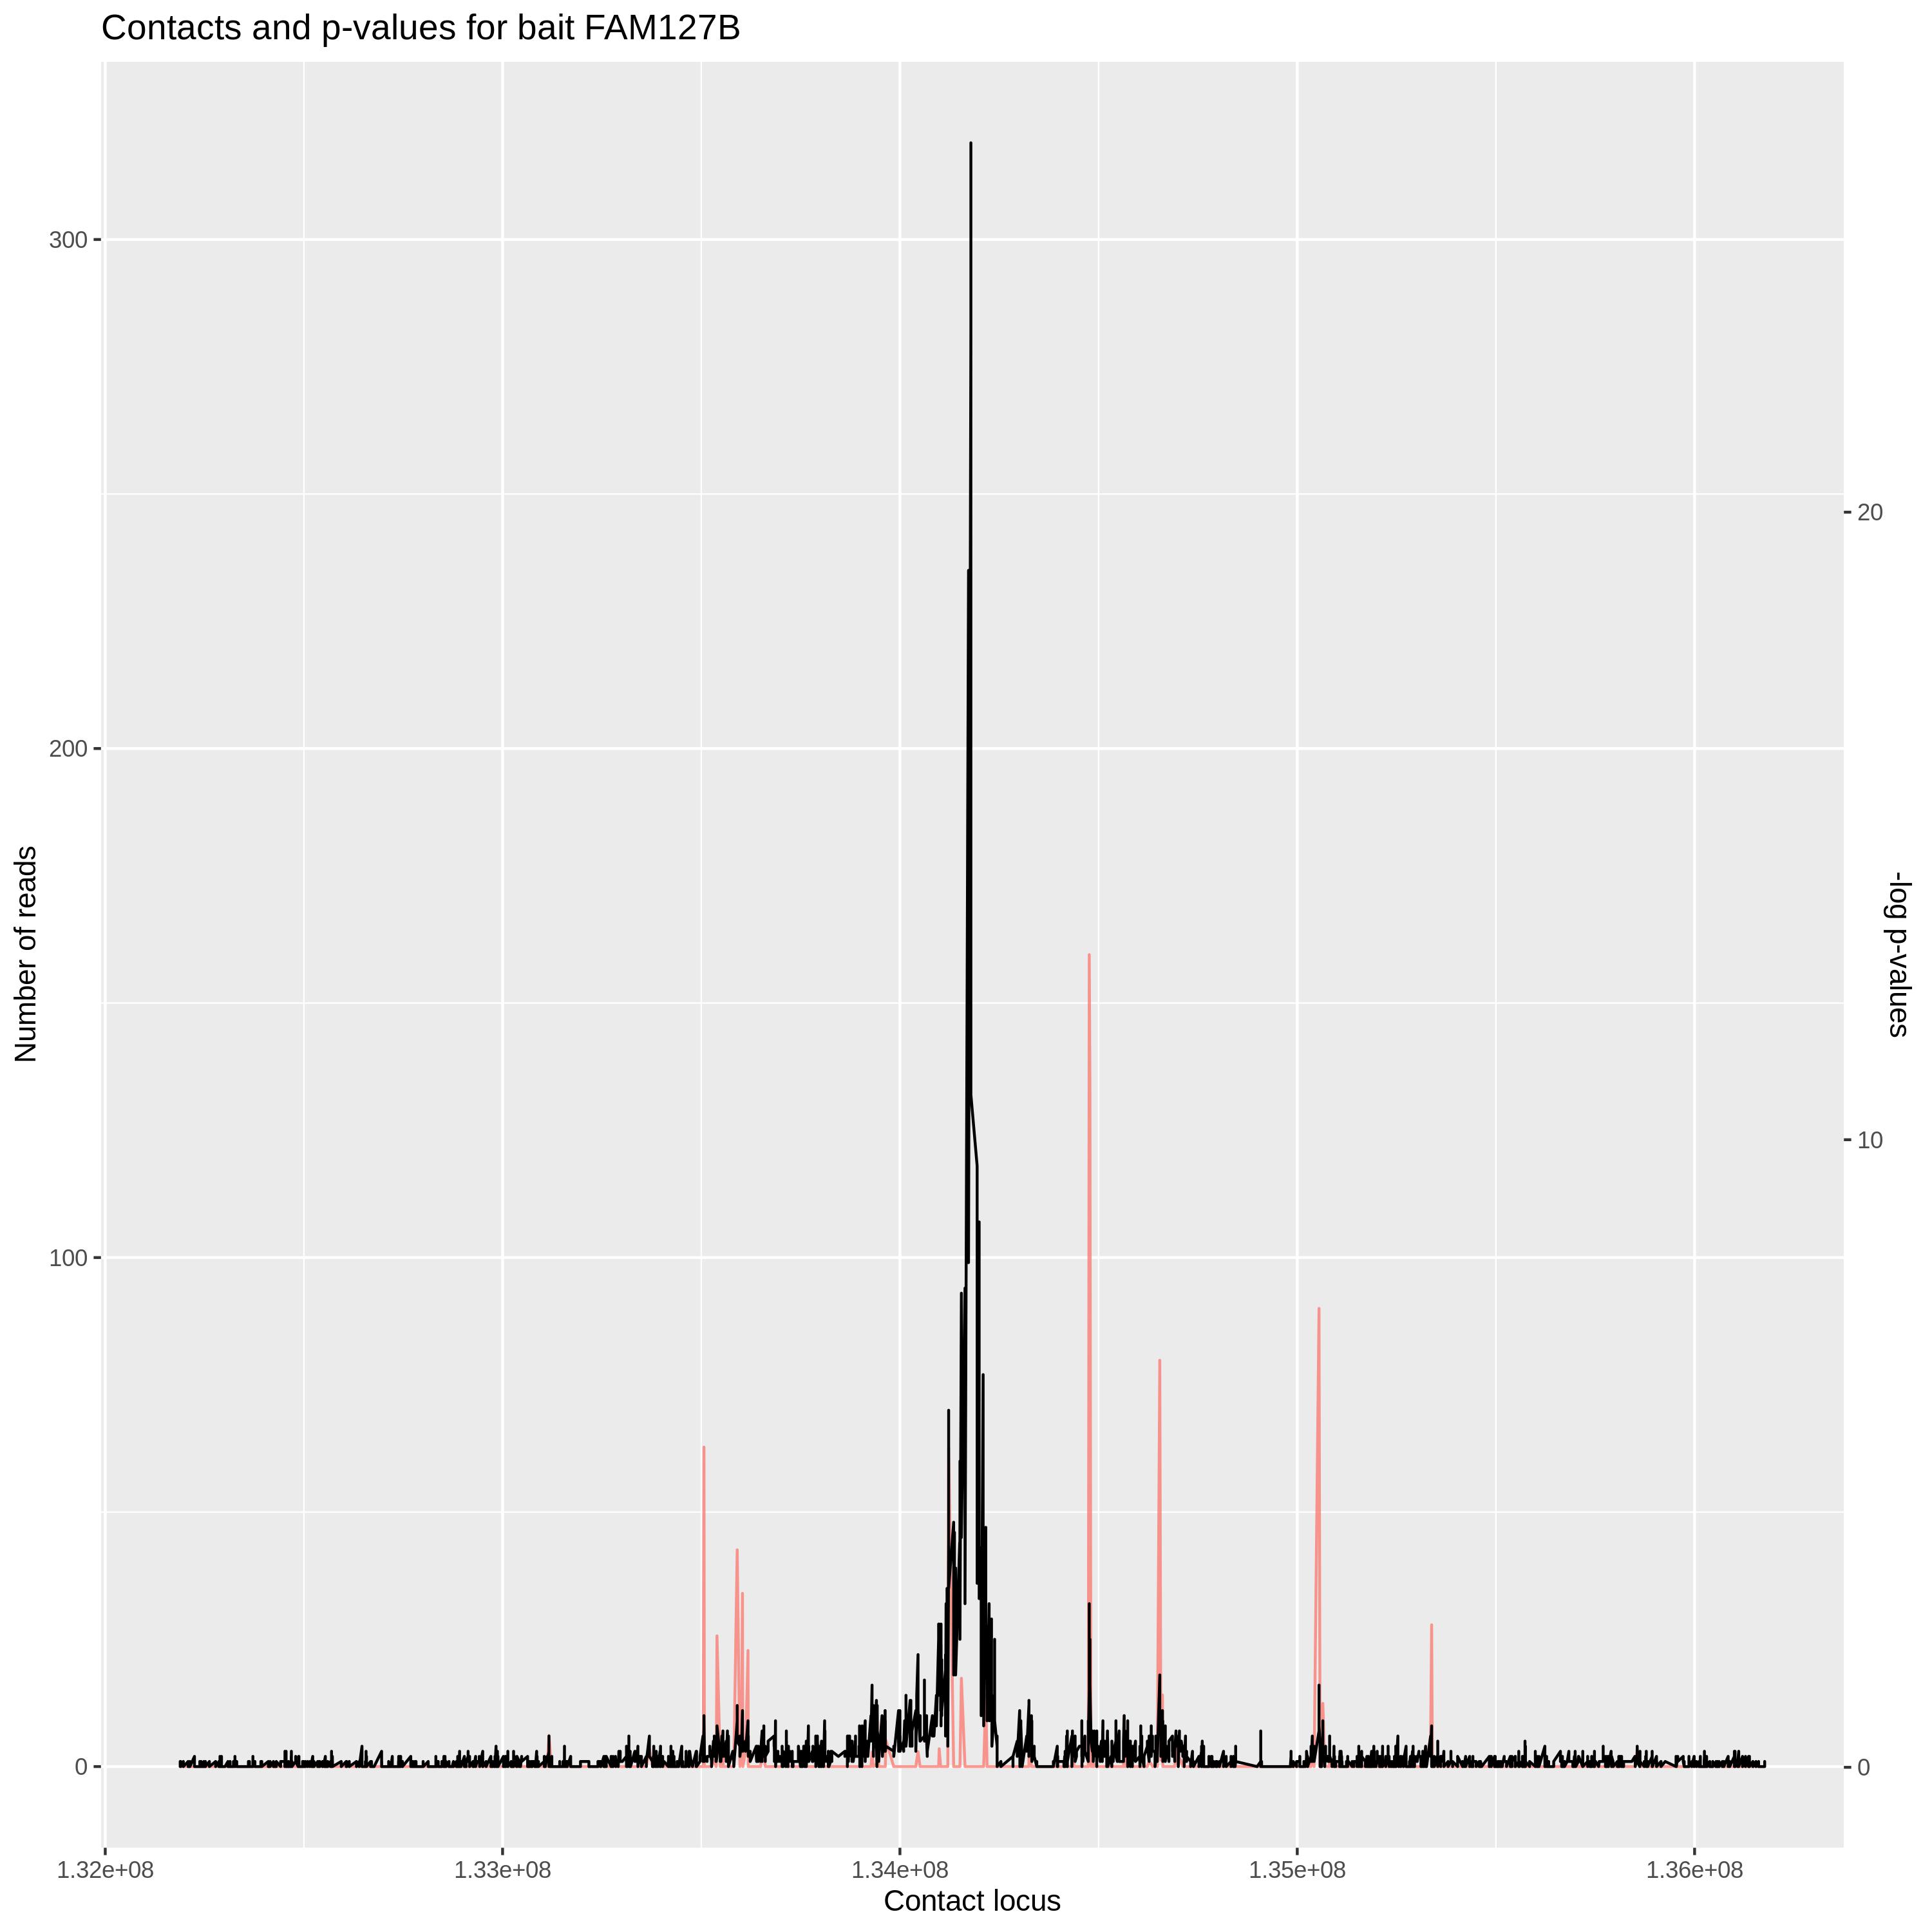 Contacts and p-values for bait FAM127B
300
200
100
0
Number of reads
20
10
0
-log p-values
1.32e+08
1.33e+08
1.34e+08
1.35e+08
1.36e+08
Contact locus